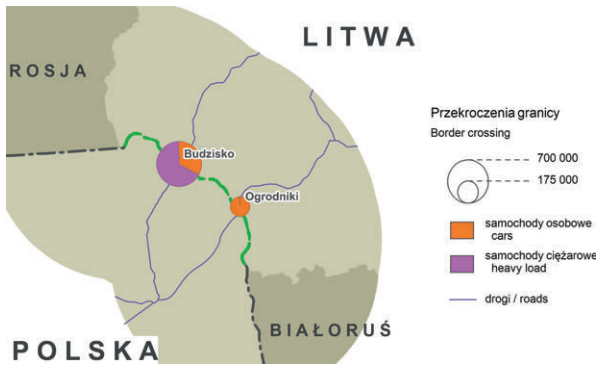 LITWA
ROSJA
Budzisko
Ogrodniki
BIAŁORUŚ
POLSKA
Przekroczenia granicy
Border crossing
700 000
175 000
samochody osobowe
cars
samochody ciężarowe
heavy load
drogi / roads